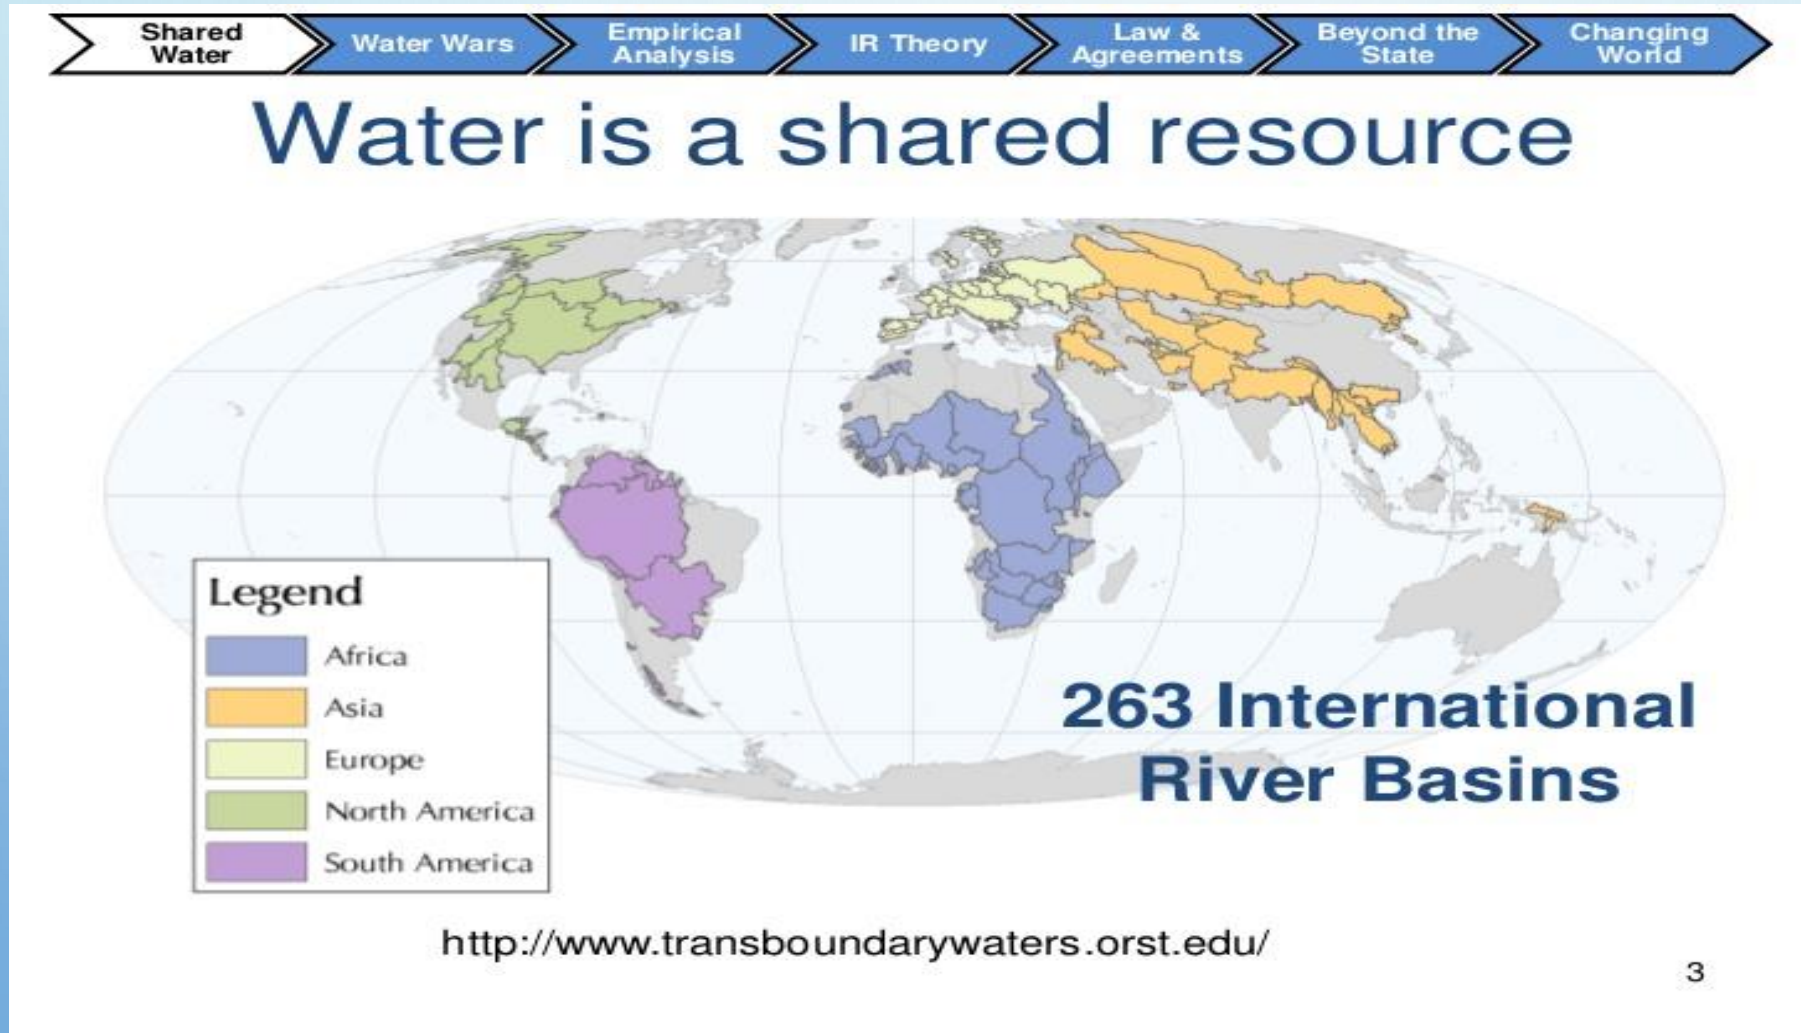 Shared
Water
Water Wars
Empirical
Analysis
IR Theory
Law &
Agreements
Beyond the
State
Changing
World
Water is a shared resource
Legend
Africa
Asia
Europe
North America
South America
263 International
River Basins
http://www.transboundarywaters.orst.edu/
3